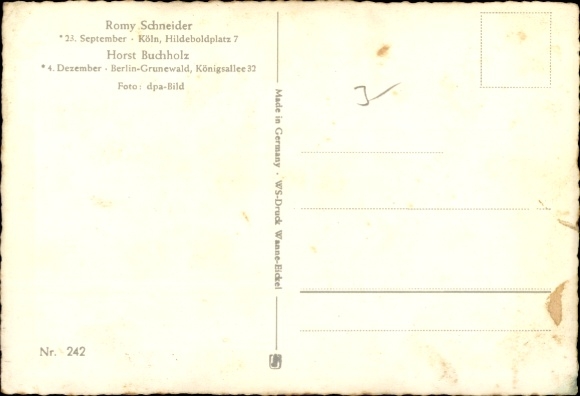 Romy Schneider
* 23. September - Köln, Hildeboldplatz 7
Horst Buchholz
* 4. Dezember - Berlin-Grunewald, Königsallee 32
Foto: dpa-Bild
Made in Germany · WS-Druck Wanne-Eickel
Nr. 242